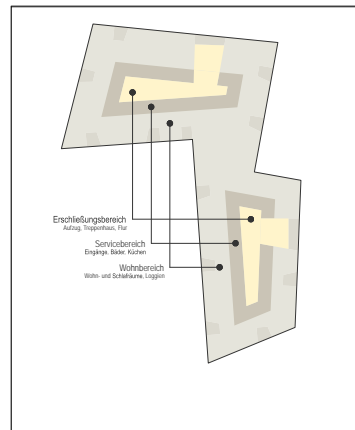 Erschließungsbereich
Aufzug, Treppenhaus, Flur
Servicebereich
Eingänge, Bäder, Küchen
Wohnbereich
Wohn- und Schlafräume, Loggien